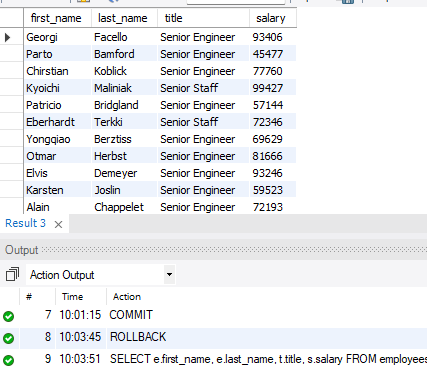 first_name last_name title salary
Georgi Facello Senior Engineer 93406
Parto Bamford Senior Engineer 45477
Chirstian Koblick Senior Engineer 77760
Kyoichi Maliniak Senior Staff 99427
Patricio Bridgland Senior Engineer 57144
Eberhardt Terkki Senior Staff 72346
Yongqiao Berztiss Senior Engineer 69629
Otmar Herbst Senior Engineer 81666
Elvis Demeyer Senior Engineer 93246
Karsten Joslin Senior Engineer 59523
Alain Chappelet Senior Engineer 72193
Result 3
Output
Action Output
# Time Action
7 10:01:15 COMMIT
8 10:03:45 ROLLBACK
9 10:03:51 SELECT e.first_name, e.last_name, t.title, s.salary FROM employees